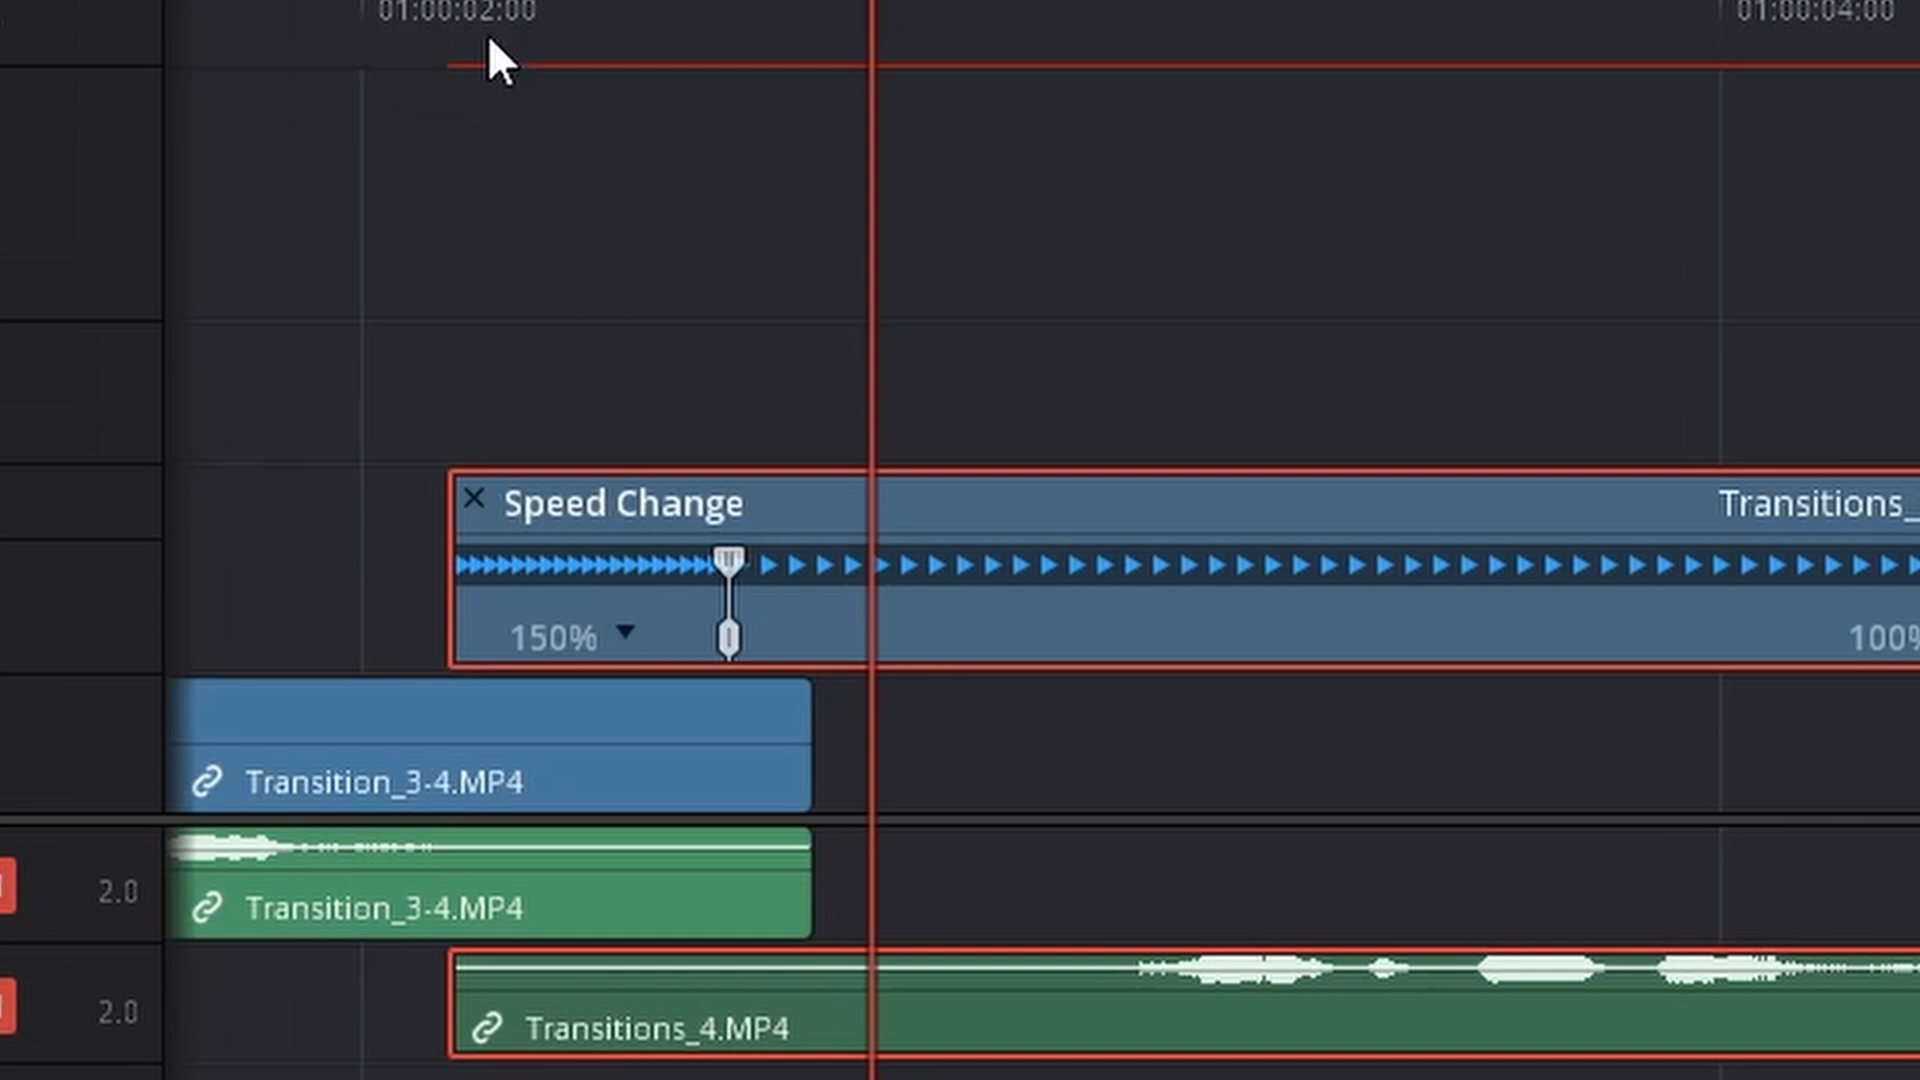 01:00:02:00 01:00:04:00
Speed Change Transitions_
150% 100%
Transition_3-4.MP4
2.0 Transition_3-4.MP4
2.0 Transitions_4.MP4